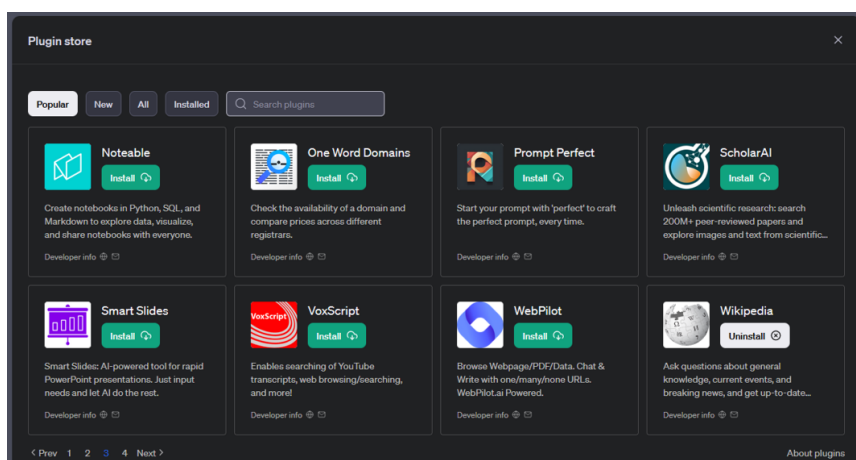 Plugin store
Popular New All Installed Search plugins
Noteable
Install
Create notebooks in Python, SQL, and
Markdown to explore data, visualize,
and share notebooks with everyone.
Developer info
One Word Domains
Install
Check the availability of a domain and
compare prices across different
registrars.
Developer info
Prompt Perfect
Install
Start your prompt with 'perfect' to craft
the perfect prompt, every time.
Developer info
ScholarAI
Install
Unleash scientific research: search
200M+ peer-reviewed papers and
explore images and text from scientific...
Developer info
Smart Slides
Install
Smart Slides: AI-powered tool for rapid
PowerPoint presentations. Just input
needs and let AI do the rest.
Developer info
VoxScript
VoxScript
Install
Enables searching of YouTube
transcripts, web browsing/searching,
and more!
Developer info
WebPilot
Install
Browse Webpage/PDF/Data. Chat &
Write with one/many/none URLs.
WebPilot.ai Powered.
Developer info
Wikipedia
Uninstall
Ask questions about general
knowledge, current events, and
breaking news, and get up-to-date...
Developer info
Prev 1 2 3 4 Next
About plugins